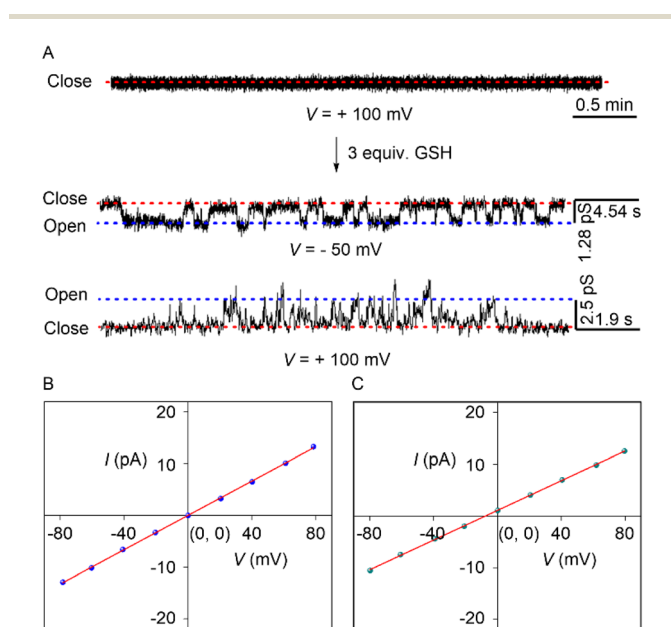 A
Close
V = + 100 mV
0.5 min
3 equiv. GSH
Close
Open
V = - 50 mV
4.54 s
1.28 pS
Open
Close
V = + 100 mV
1.9 s
2.5 pS
B
20
10
-10
-20
I (pA)
-80
-40
(0, 0)
40
80
V (mV)
C
20
10
-10
-20
I (pA)
-80
-40
(0, 0)
40
80
V (mV)